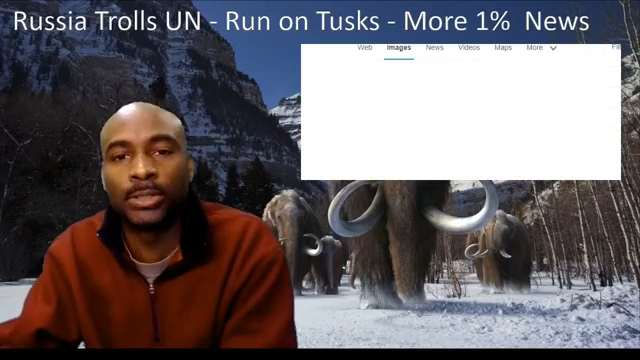 Russia Trolls UN - Run on Tusks - More 1% News
Web Images News Videos Maps More